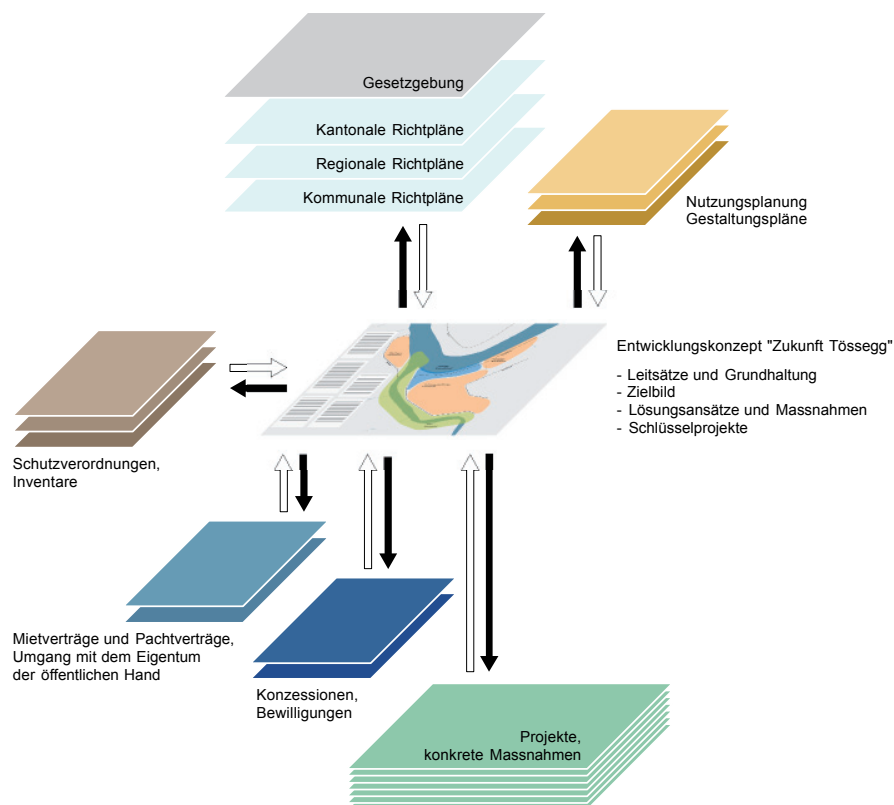 Gesetzgebung
Kantonale Richtpläne
Regionale Richtpläne
Kommunale Richtpläne
Nutzungsplanung
Gestaltungspläne
Entwicklungskonzept "Zukunft Tössegg"
- Leitsätze und Grundhaltung
- Zielbild
- Lösungsansätze und Massnahmen
- Schlüsselprojekte
Schutzverordnungen,
Inventare
Mietverträge und Pachtverträge,
Umgang mit dem Eigentum
der öffentlichen Hand
Konzessionen,
Bewilligungen
Projekte,
konkrete Massnahmen